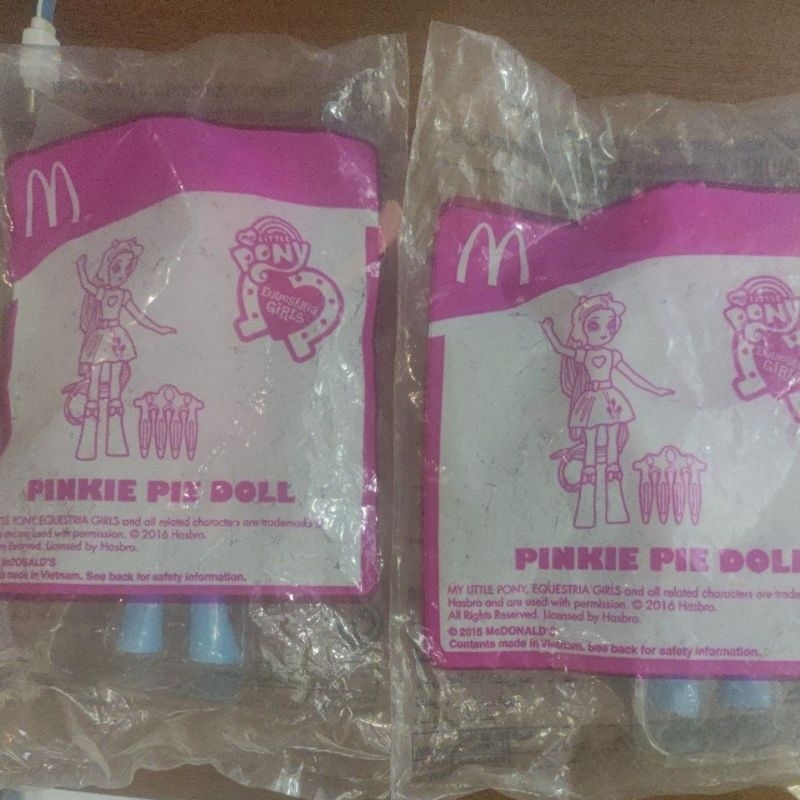 MY LITTLE
PONY
EQUESTRIA
GIRLS
PINKIE PIE DOLL
PONY, EQUESTRIA GIRLS and all related characters are trademarks
and are used with permission. © 2016 Hasbro.
Reserved. Licensed by Hasbro.
McDONALD'S
made in Vietnam. See back for safety information.
MY LITTLE
PONY
EQUESTRIA
GIRLS
PINKIE PIE DOLL
MY LITTLE PONY, EQUESTRIA GIRLS and all related characters are trade
Hasbro and are used with permission. © 2016 Hasbro.
All Rights Reserved. Licensed by Hasbro.
© 2016 McDONALD'S
Contents made in Vietnam. See back for safety information.